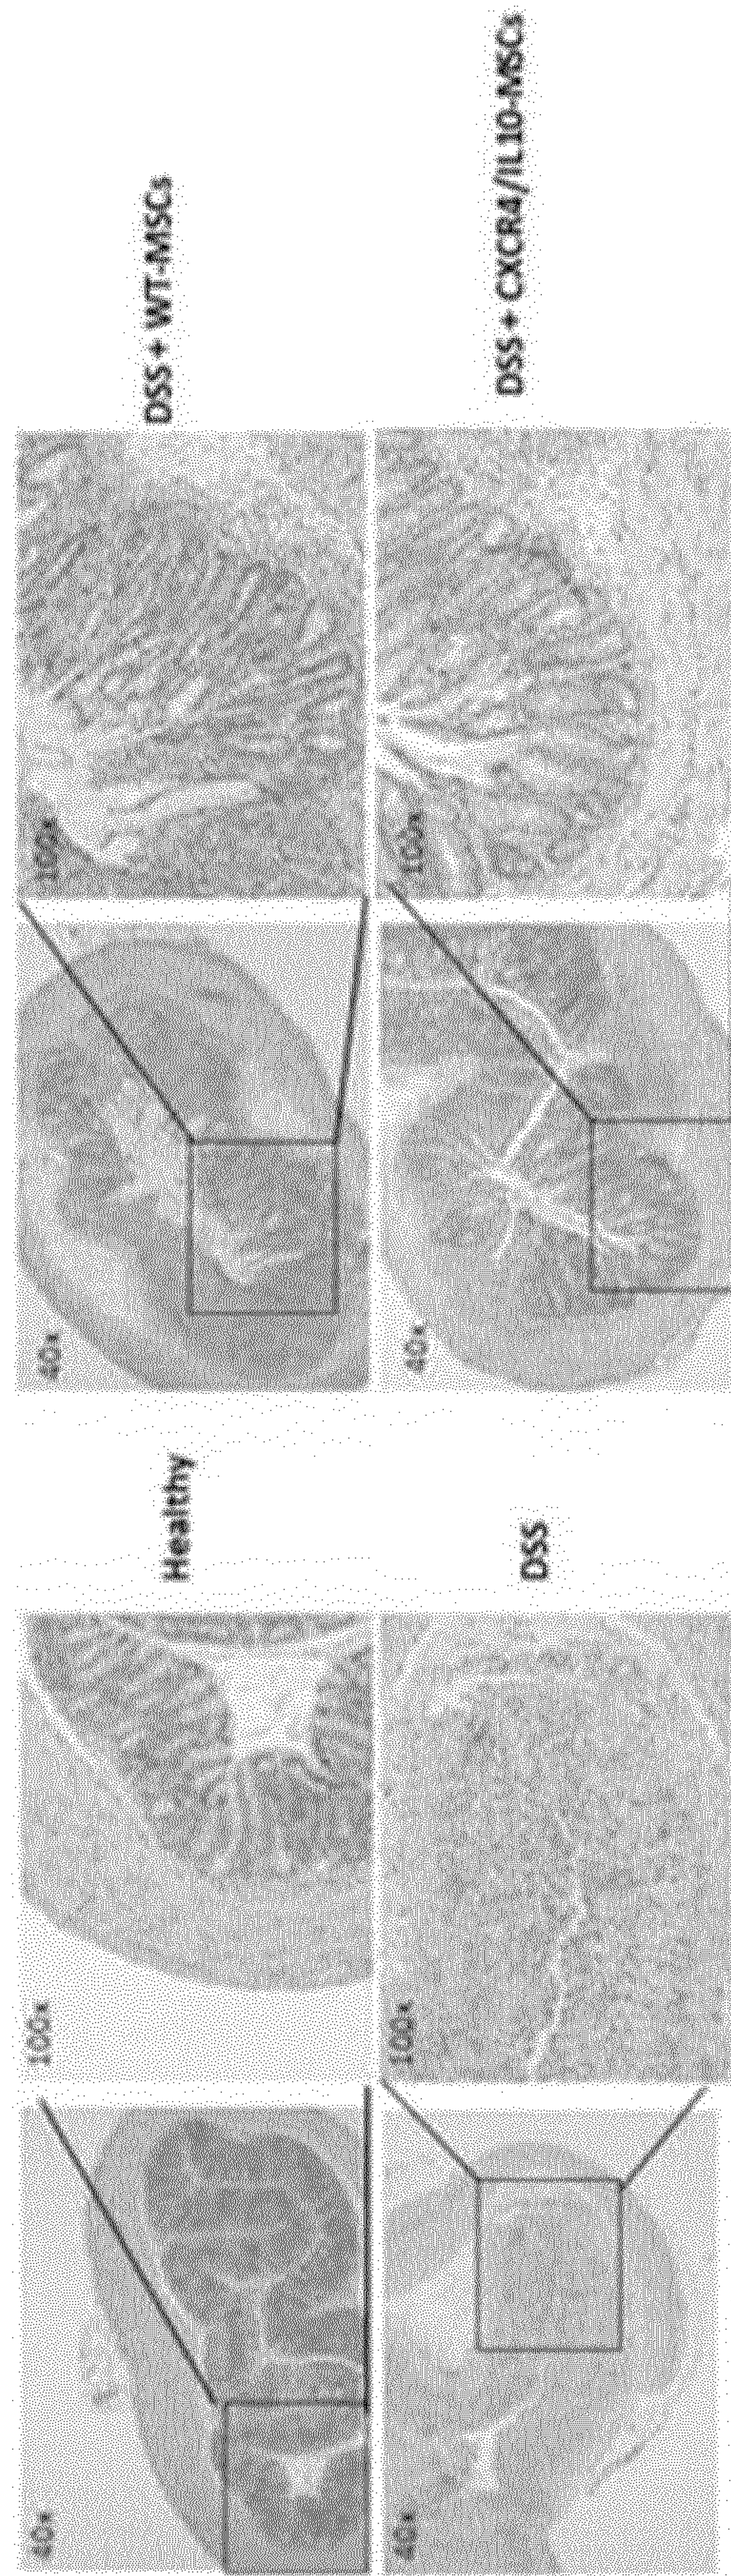 40x
100x
Healthy
40x
100x
DSS + WT-MSCs
40x
100x
DSS
40x
100x
DSS + CXCR4/IL10-MSCs